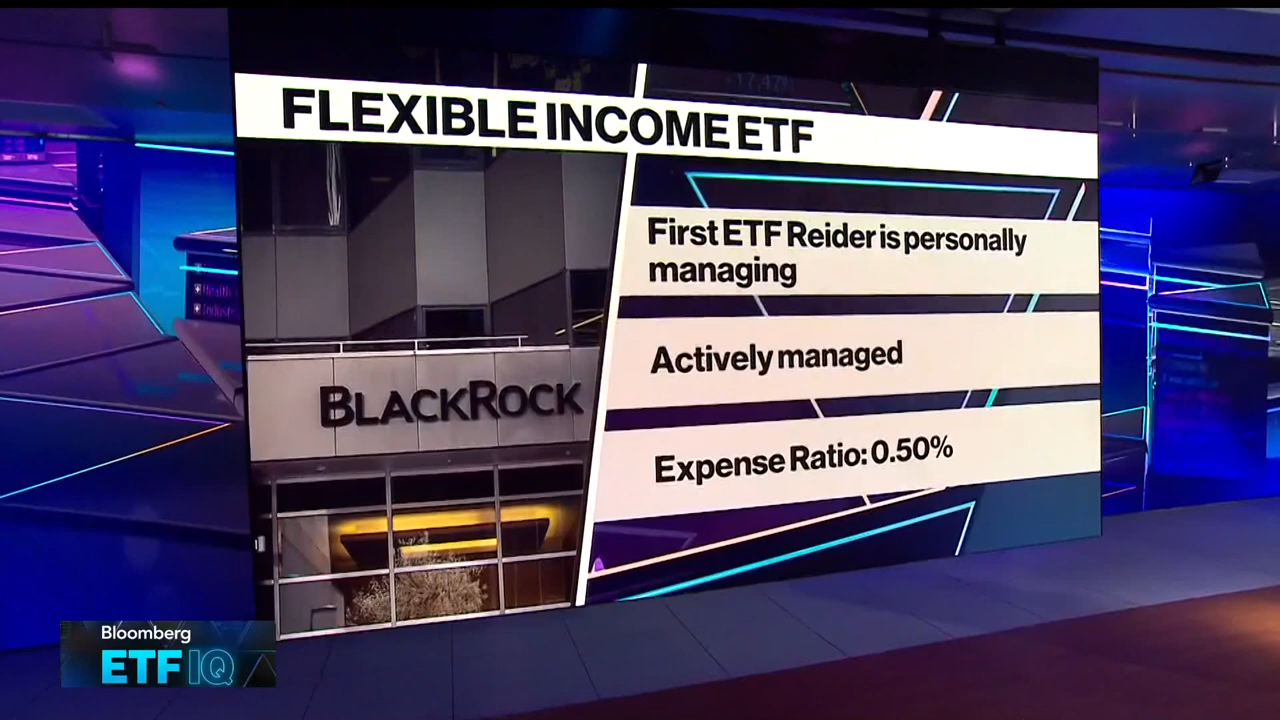 FLEXIBLE INCOME ETF
First ETF Reider is personally
managing
Actively managed
Expense Ratio: 0.50%
BLACKROCK
Bloomberg
ETF IQ